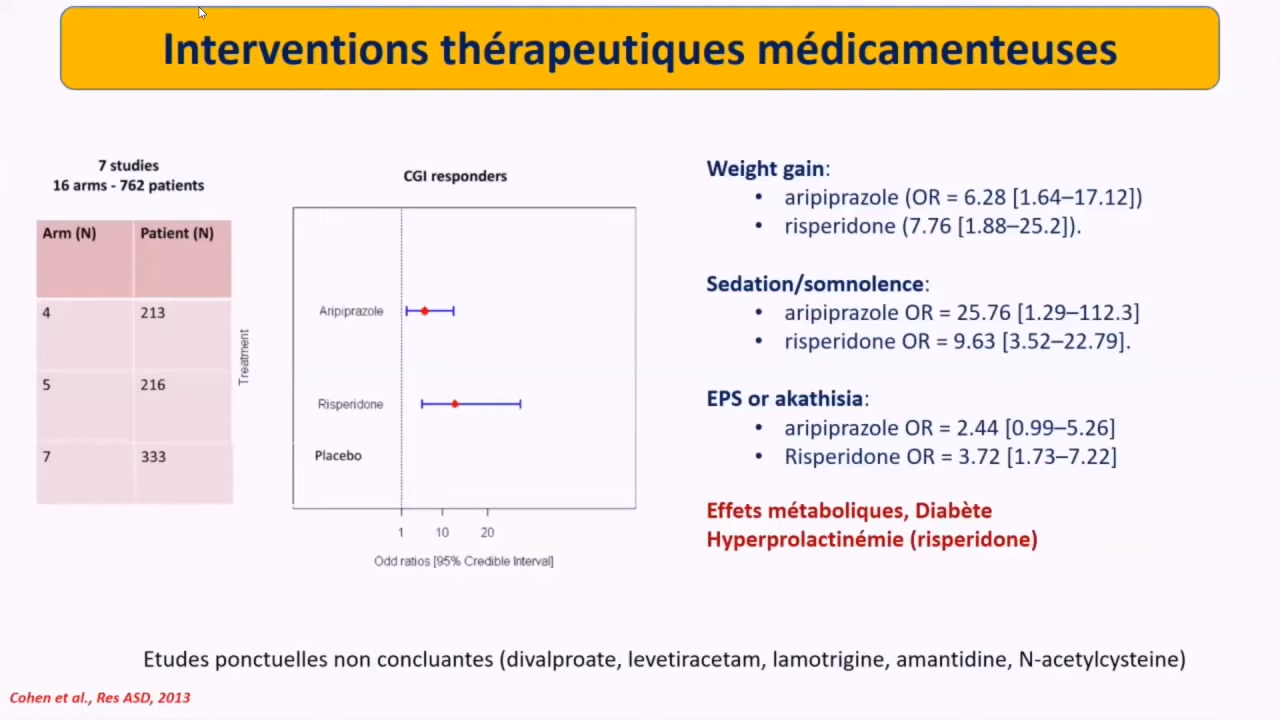 Interventions thérapeutiques médicamenteuses
7 studies
16 arms - 762 patients
Arm (N) Patient (N)
4 213
5 216
7 333
CGI responders
Treatment
Aripiprazole
Risperidone
Placebo
1 10 20
Odd ratios [95% Credible Interval]
Weight gain:
• aripiprazole (OR = 6.28 [1.64–17.12])
• risperidone (7.76 [1.88–25.2]).
Sedation/somnolence:
• aripiprazole OR = 25.76 [1.29–112.3]
• risperidone OR = 9.63 [3.52–22.79].
EPS or akathisia:
• aripiprazole OR = 2.44 [0.99–5.26]
• Risperidone OR = 3.72 [1.73–7.22]
Effets métaboliques, Diabète
Hyperprolactinémie (risperidone)
Etudes ponctuelles non concluantes (divalproate, levetiracetam, lamotrigine, amantidine, N-acetylcysteine)
Cohen et al., Res ASD, 2013